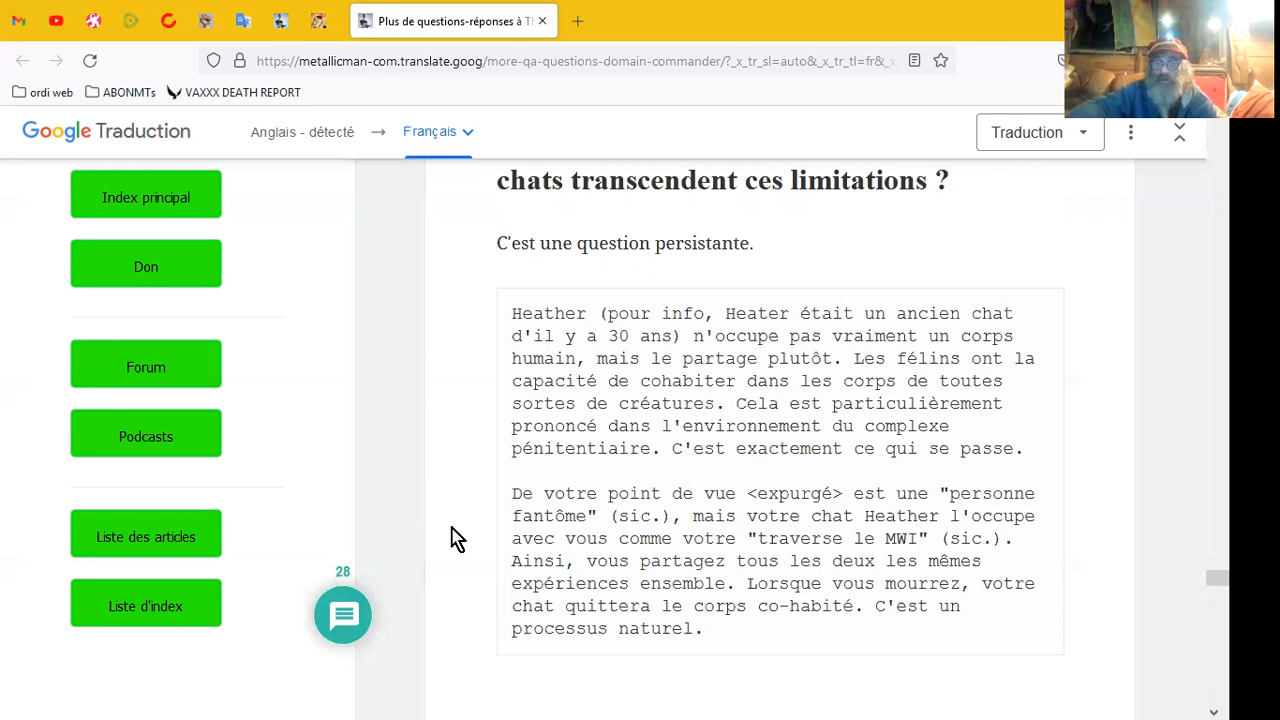 Plus de questions-réponses à Tl
https://metallicman-com.translate.goog/more-qa-questions-domain-commander/?_x_tr_sl=auto&_x_tr_tl=fr&_x_
ordi web
ABONMTs
VAXXX DEATH REPORT
Google Traduction
Anglais - détecté
Français
Traduction
Index principal
Don
Forum
Podcasts
Liste des articles
Liste d'index
28
chats transcendent ces limitations ?
C'est une question persistante.
Heather (pour info, Heater était un ancien chat
d'il y a 30 ans) n'occupe pas vraiment un corps
humain, mais le partage plutôt. Les félins ont la
capacité de cohabiter dans les corps de toutes
sortes de créatures. Cela est particulièrement
prononcé dans l'environnement du complexe
pénitentiaire. C'est exactement ce qui se passe.
De votre point de vue <expurgé> est une "personne
fantôme" (sic.), mais votre chat Heather l'occupe
avec vous comme votre "traverse le MWI" (sic.).
Ainsi, vous partagez tous les deux les mêmes
expériences ensemble. Lorsque vous mourrez, votre
chat quittera le corps co-habité. C'est un
processus naturel.